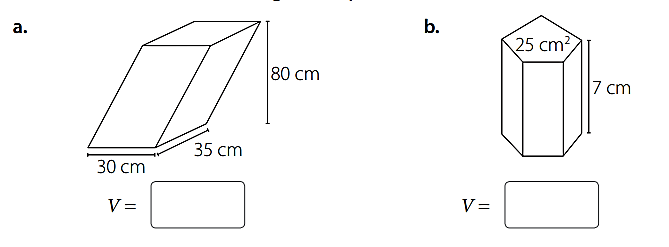 a.
80 cm
35 cm
30 cm
V =
b.
25 cm²
7 cm
V =